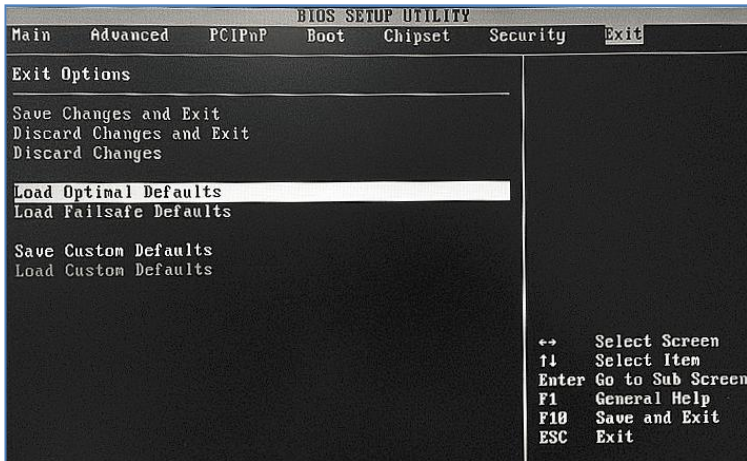 BIOS SETUP UTILITY
Main Advanced PCIPnP Boot Chipset Security Exit
Exit Options
Save Changes and Exit
Discard Changes and Exit
Discard Changes
Load Optimal Defaults
Load Failsafe Defaults
Save Custom Defaults
Load Custom Defaults
↔ Select Screen
↑↓ Select Item
Enter Go to Sub Screen
F1 General Help
F10 Save and Exit
ESC Exit